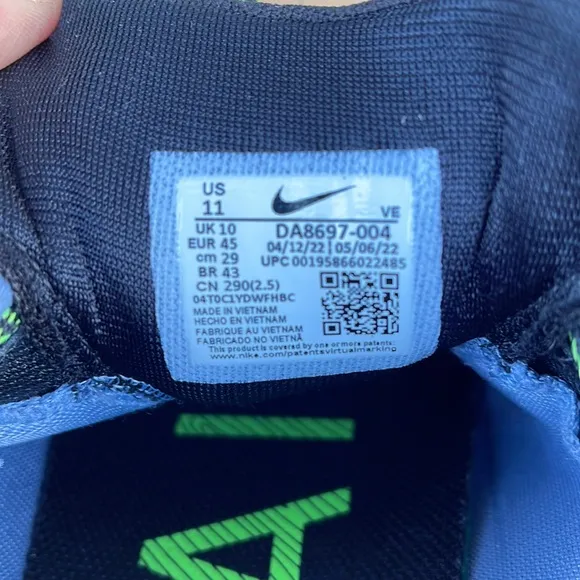 US
11
VE
UK 10
EUR 45
cm 29
BR 43
CN 290(2.5)
DA8697-004
04/12/22 | 05/06/22
UPC 00195866022485
04T0C1YDWFHBC
MADE IN VIETNAM
HECHO EN VIETNAM
FABRIQUE AU VIETNAM
FABRICADO NO VIETNÃ
This product is covered by one or more patents:
www.nike.com/patentsvirtualmarking
IA